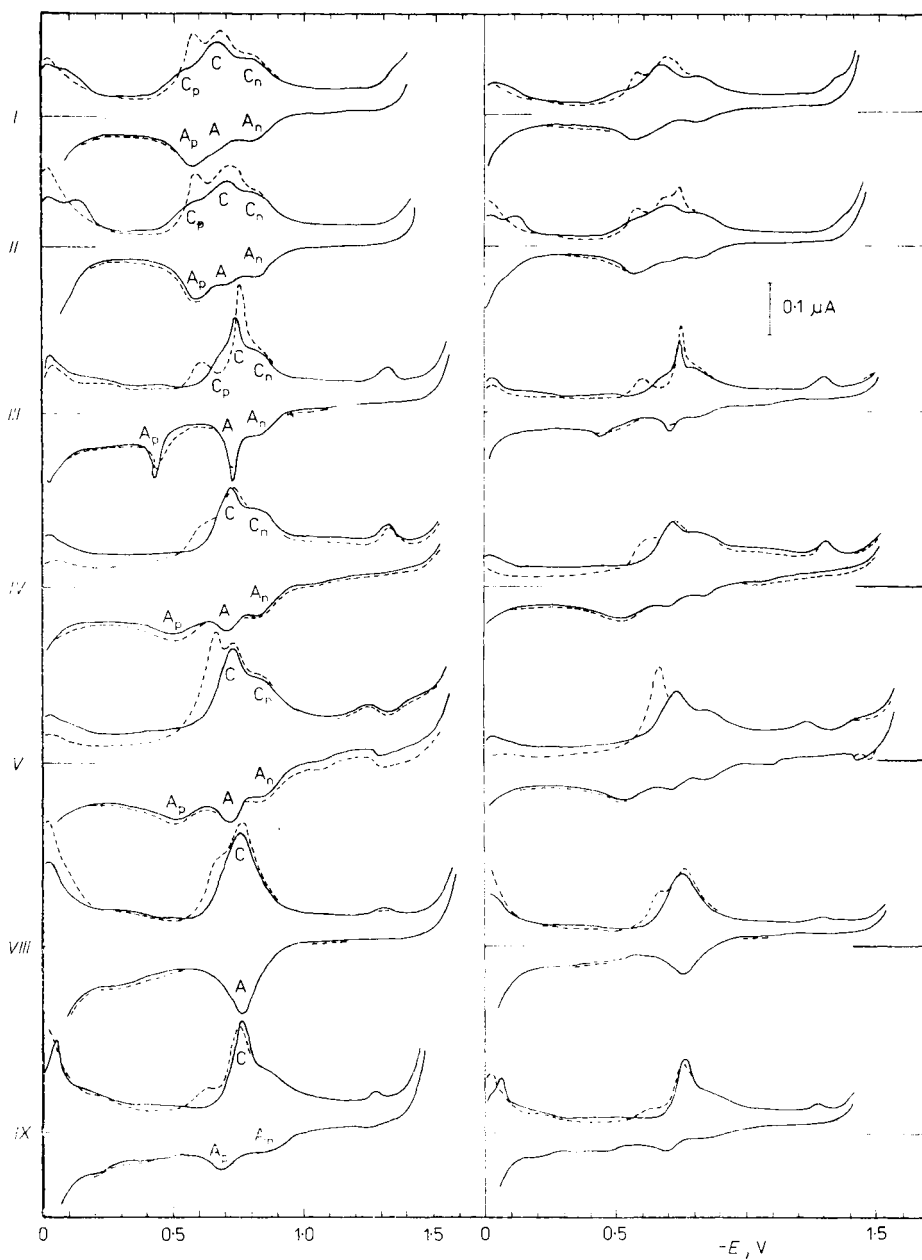 C
C_p C_n
I A_p A A_n
C
C_p C_n
II A_p A A_n
0·1 μA
C
C_p C_n
III A_p A A_n
C C_n
IV A_p A A_n
C C_n
V A_p A A_n
C
VIII A
C
IX A_p A_n
0 0·5 1·0 1·5 0·5 1·5
-E, V